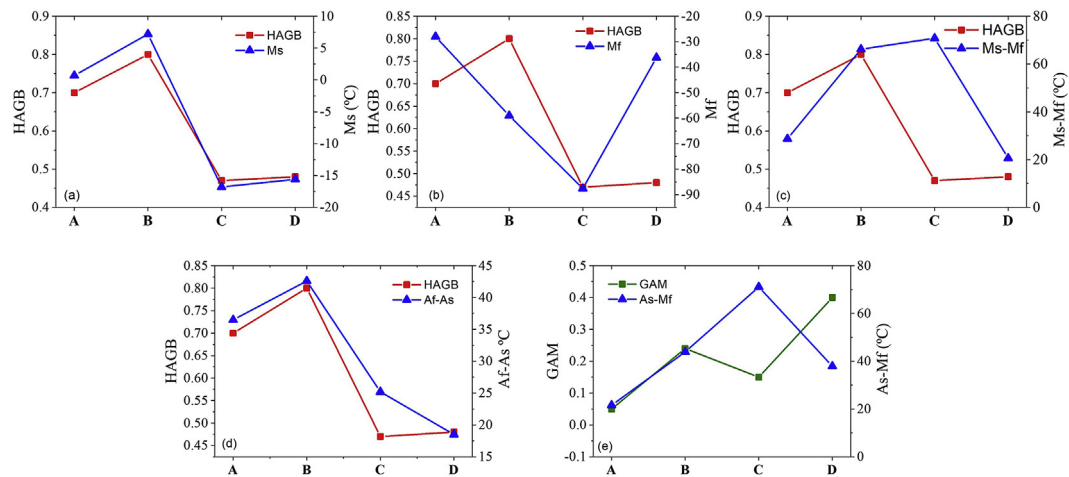 0.9
0.8
0.7
0.6
0.5
0.4
HAGB
HAGB
Ms
10
5
0
-5
-10
-15
-20
Ms (ºC)
(a)
A B C D
0.85
0.80
0.75
0.70
0.65
0.60
0.55
0.50
0.45
HAGB
HAGB
Mf
-20
-30
-40
-50
-60
-70
-80
-90
Mf
(b)
A B C D
0.9
0.8
0.7
0.6
0.5
0.4
HAGB
HAGB
Ms-Mf
80
60
40
20
0
Ms-Mf (ºC)
(c)
A B C D
0.85
0.80
0.75
0.70
0.65
0.60
0.55
0.50
0.45
HAGB
HAGB
Af-As
45
40
35
30
25
20
15
Af-As ºC
(d)
A B C D
0.5
0.4
0.3
0.2
0.1
0.0
-0.1
GAM
GAM
As-Mf
80
60
40
20
0
As-Mf (ºC)
(e)
A B C D